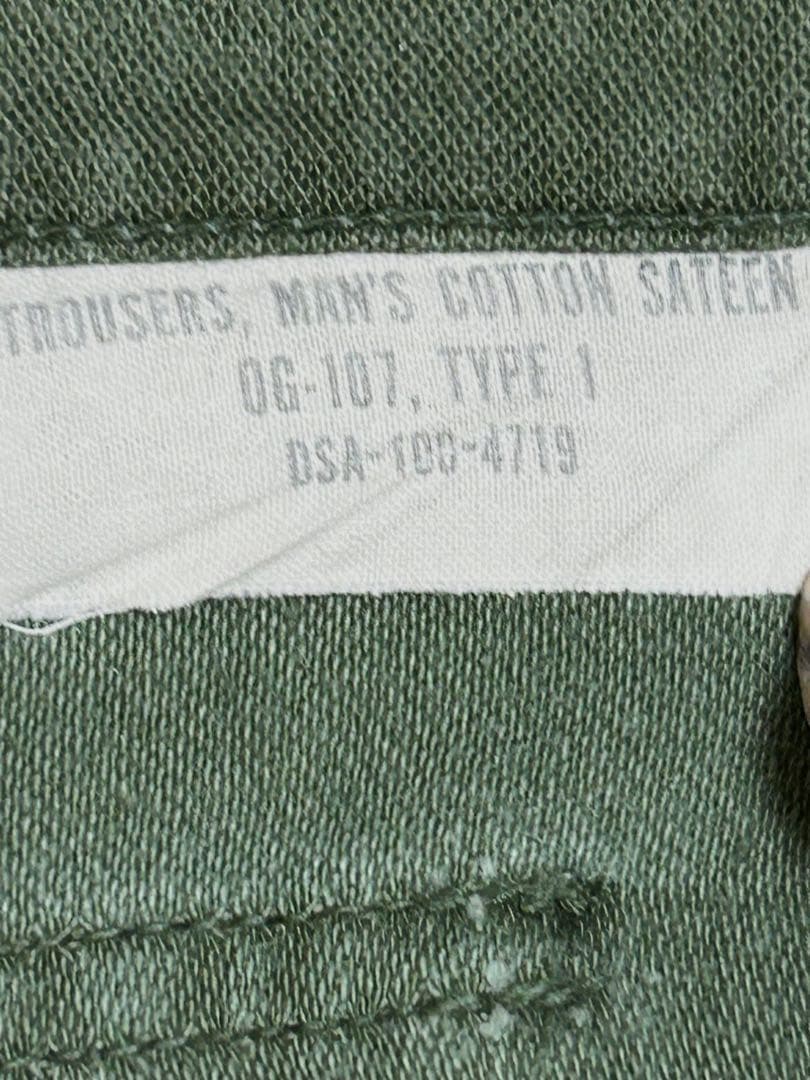 TROUSERS, MAN'S COTTON SATEEN
OG-107, TYPE 1
DSA-100-4719